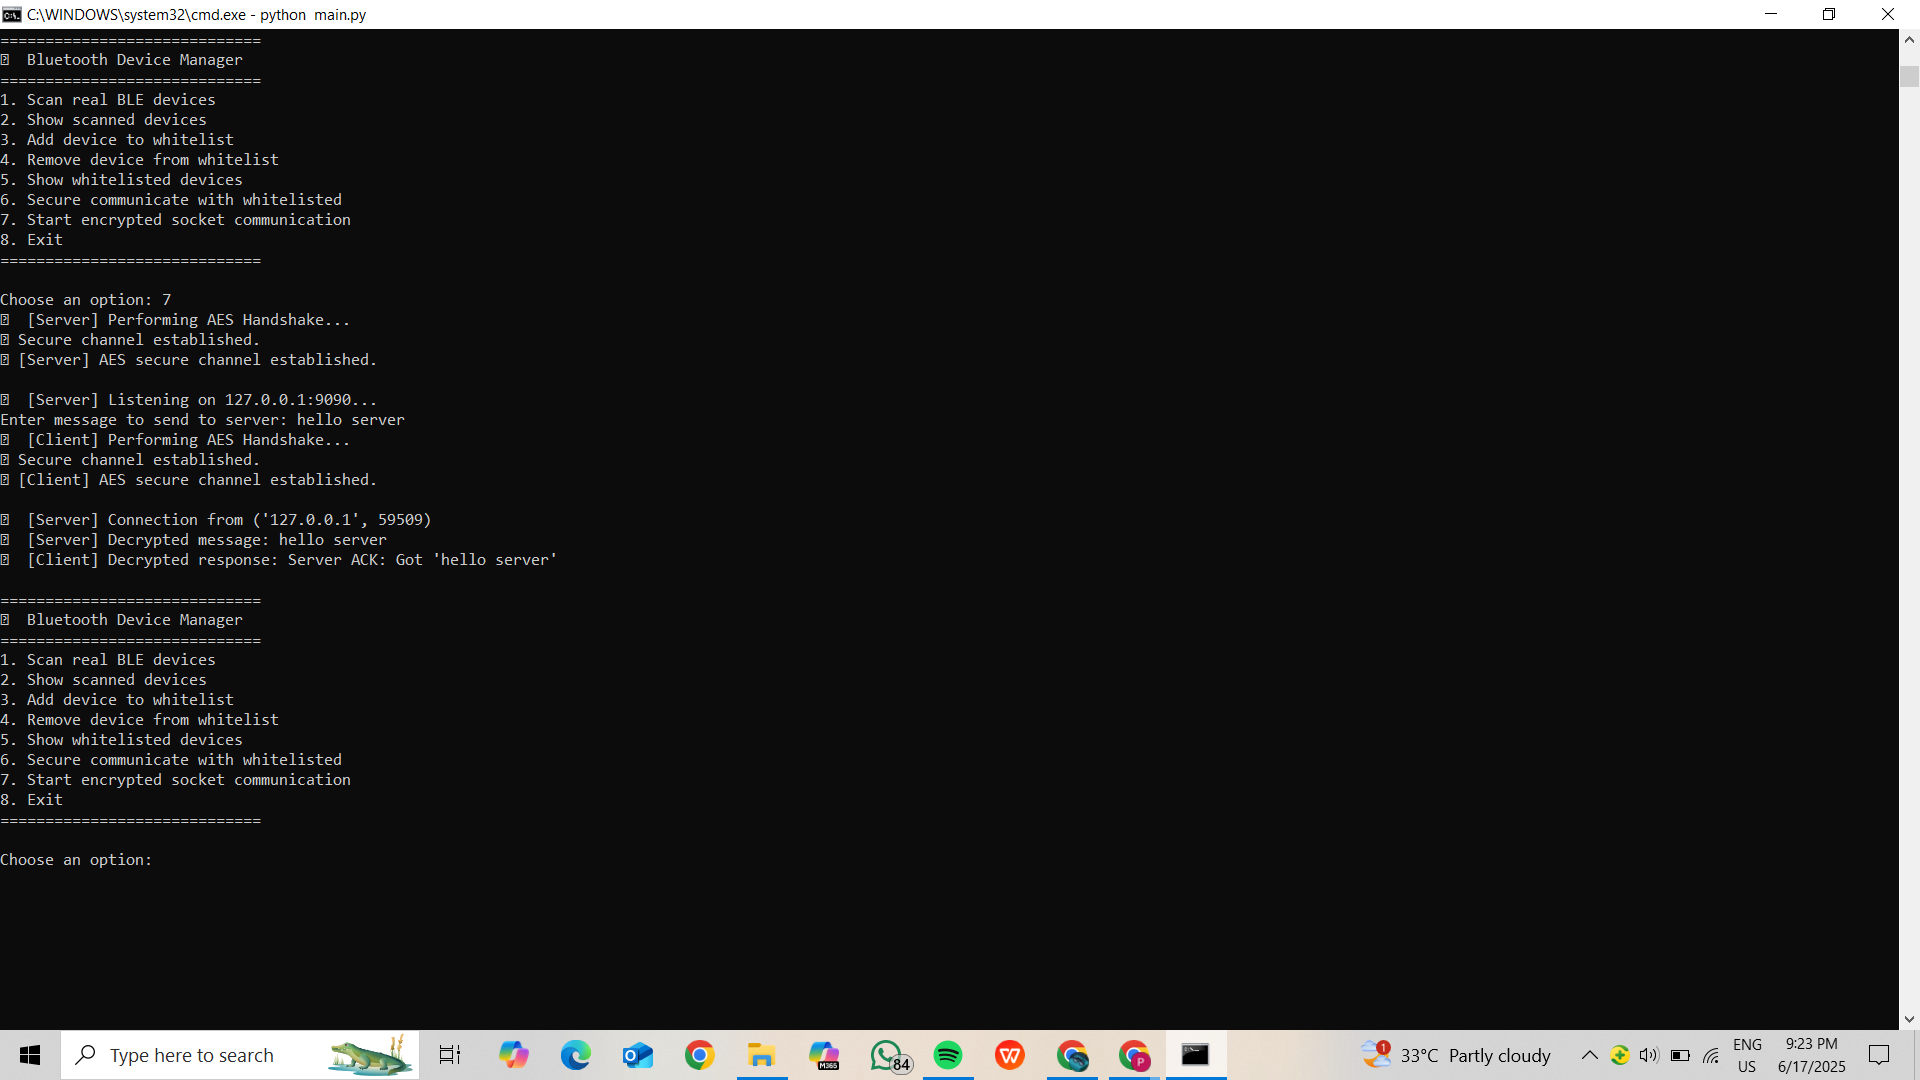 C:\WINDOWS\system32\cmd.exe - python  main.py
=============================
Bluetooth Device Manager
=============================
1. Scan real BLE devices
2. Show scanned devices
3. Add device to whitelist
4. Remove device from whitelist
5. Show whitelisted devices
6. Secure communicate with whitelisted
7. Start encrypted socket communication
8. Exit
=============================
Choose an option: 7
[Server] Performing AES Handshake...
Secure channel established.
[Server] AES secure channel established.
[Server] Listening on 127.0.0.1:9090...
Enter message to send to server: hello server
[Client] Performing AES Handshake...
Secure channel established.
[Client] AES secure channel established.
[Server] Connection from ('127.0.0.1', 59509)
[Server] Decrypted message: hello server
[Client] Decrypted response: Server ACK: Got 'hello server'
=============================
Bluetooth Device Manager
=============================
1. Scan real BLE devices
2. Show scanned devices
3. Add device to whitelist
4. Remove device from whitelist
5. Show whitelisted devices
6. Secure communicate with whitelisted
7. Start encrypted socket communication
8. Exit
=============================
Choose an option:
Type here to search
M365
84
1
33°C Partly cloudy
ENG
US
9:23 PM
6/17/2025